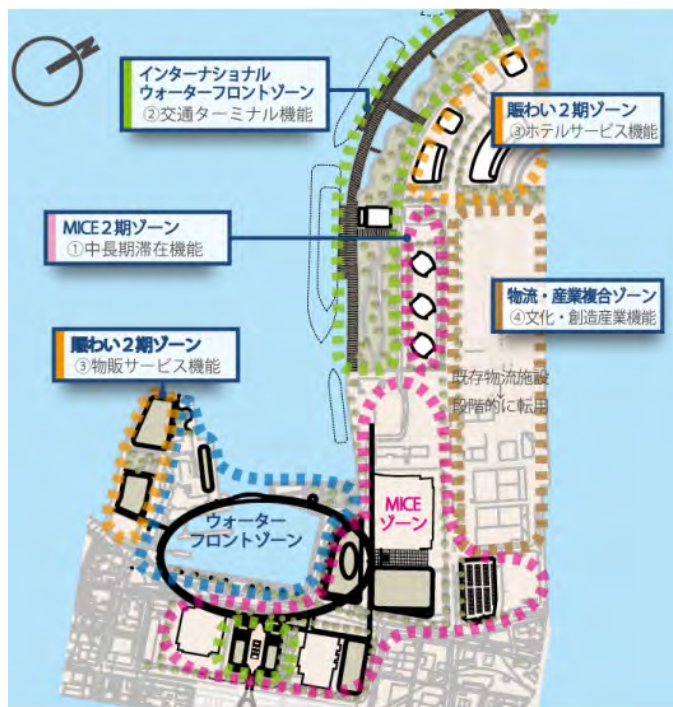 N
インターナショナル
ウォーターフロントゾーン
②交通ターミナル機能
賑わい2期ゾーン
③ホテルサービス機能
MICE2期ゾーン
①中長期滞在機能
物流・産業複合ゾーン
④文化・創造産業機能
賑わい2期ゾーン
③物販サービス機能
既存物流施設
↓
段階的に転用
MICE
ゾーン
ウォーター
フロントゾーン